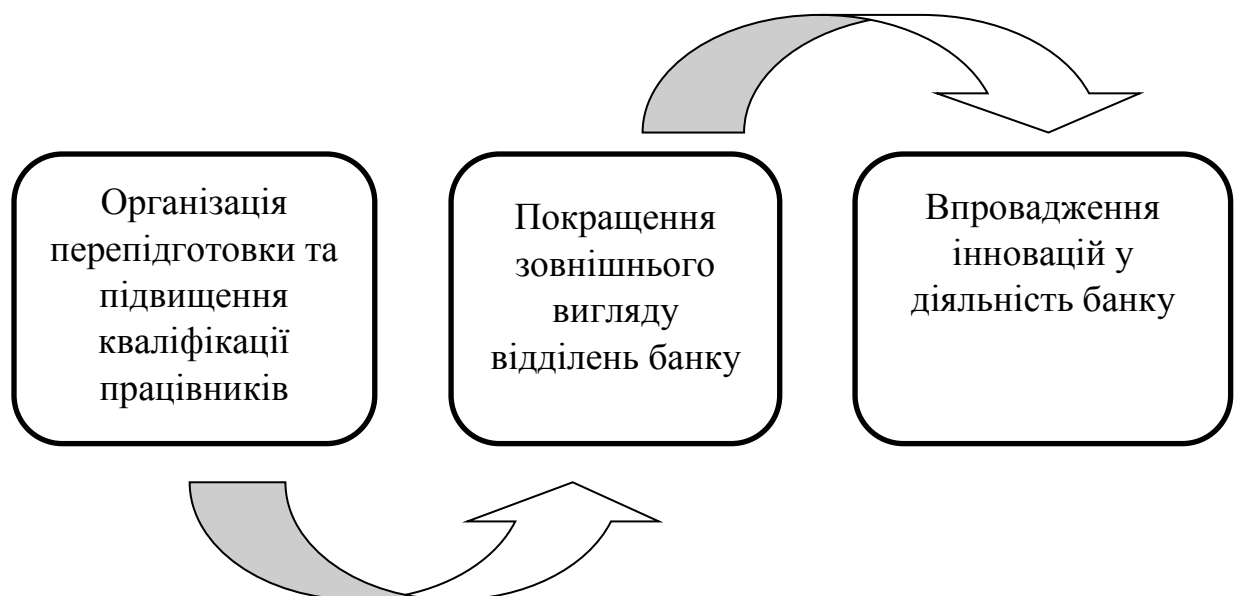 Організація
перепідготовки та
підвищення
кваліфікації
працівників
Покращення
зовнішнього
вигляду
відділень банку
Впровадження
інновацій у
діяльність банку